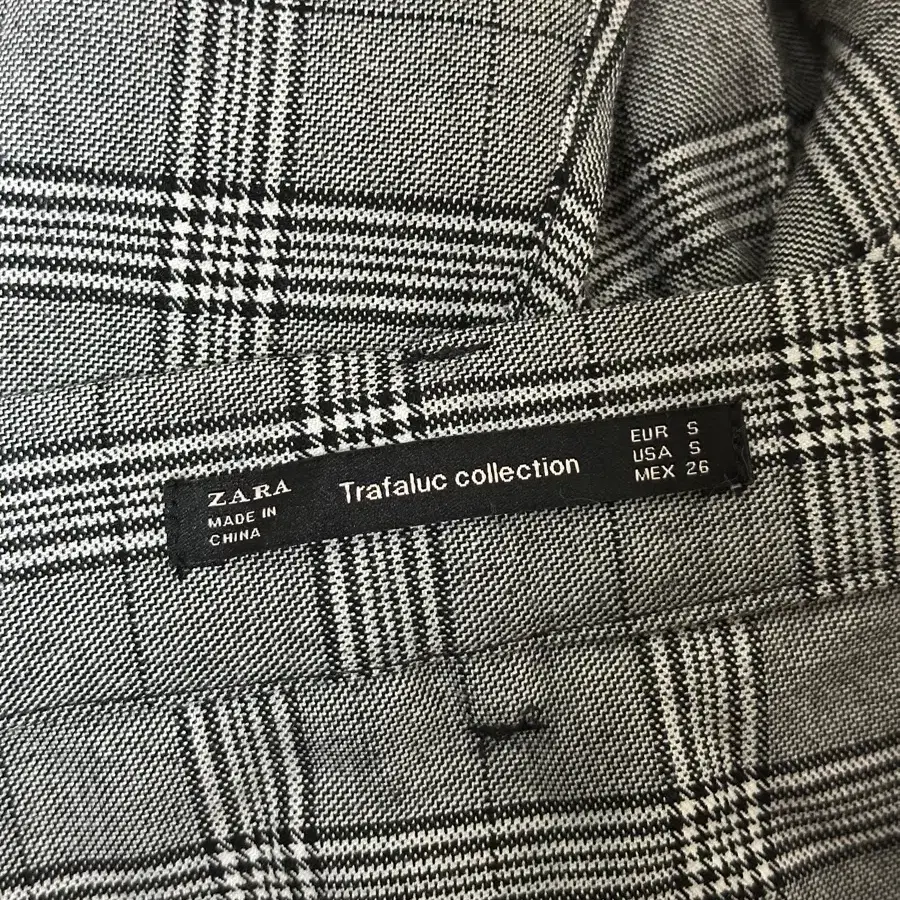 ZARA
MADE IN
CHINA
Trafaluc collection
EUR S
USA S
MEX 26